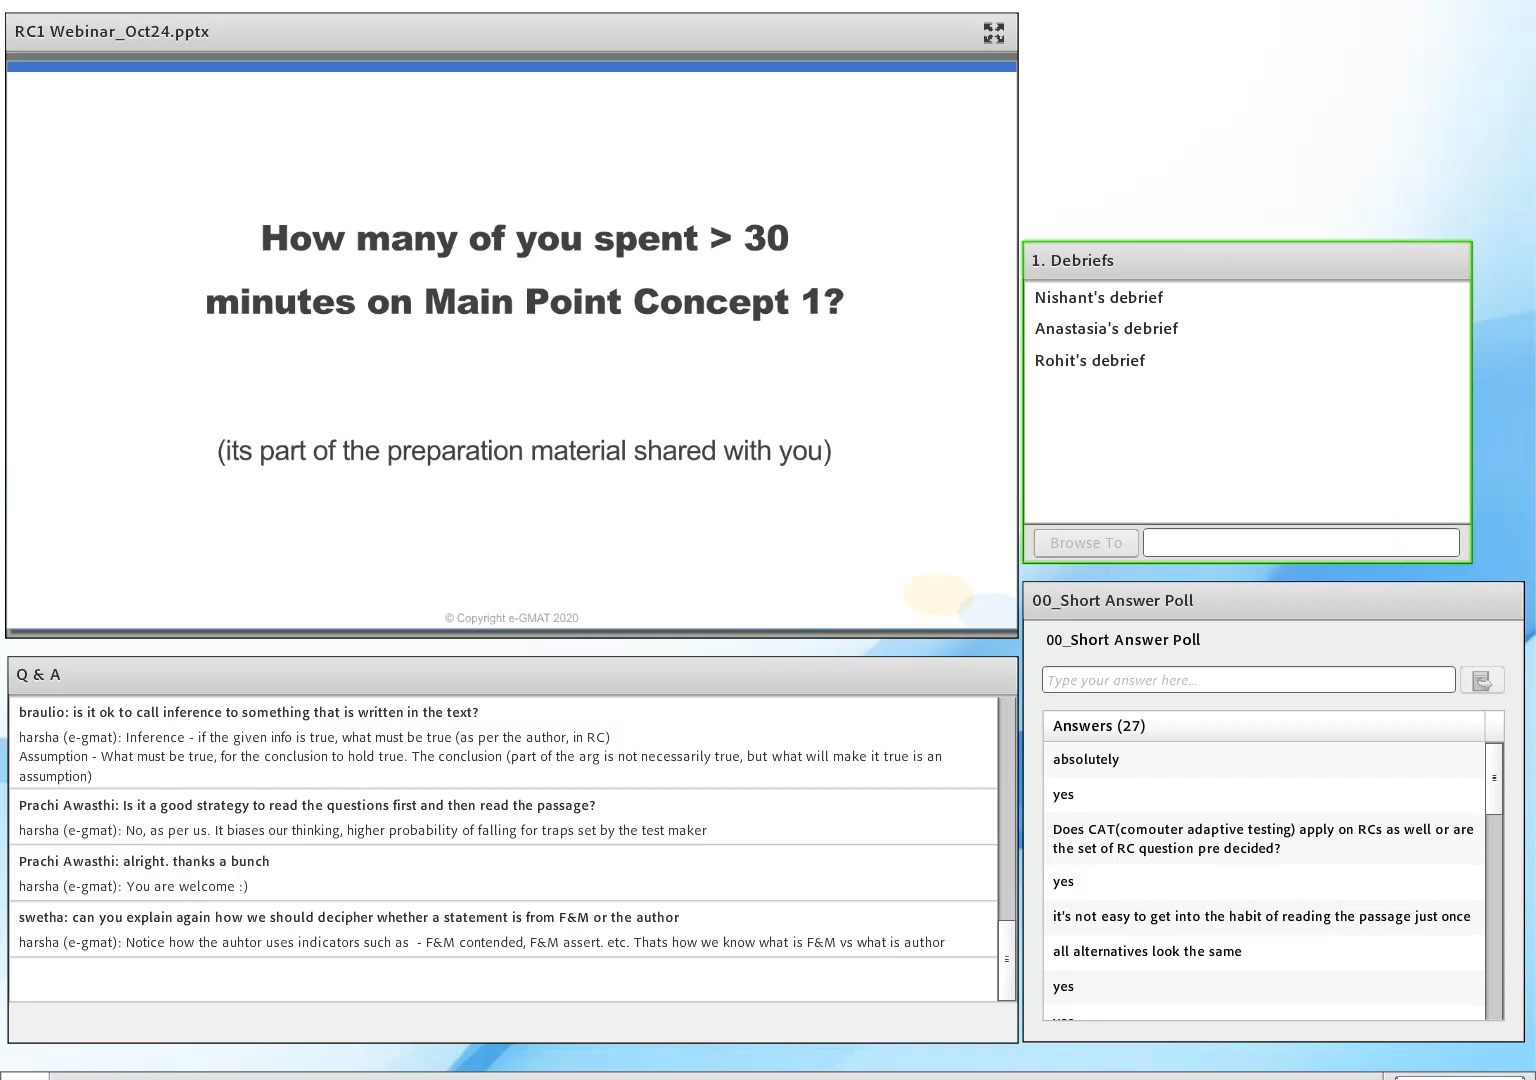 RC1 Webinar_Oct24.pptx
How many of you spent > 30
minutes on Main Point Concept 1?
(its part of the preparation material shared with you)
© Copyright e-GMAT 2020
1. Debriefs
Nishant's debrief
Anastasia's debrief
Rohit's debrief
Browse To
Q & A
braulio: is it ok to call inference to something that is written in the text?
harsha (e-gmat): Inference - if the given info is true, what must be true (as per the author, in RC)
Assumption - What must be true, for the conclusion to hold true. The conclusion (part of the arg is not necessarily true, but what will make it true is an
assumption)
Prachi Awasthi: Is it a good strategy to read the questions first and then read the passage?
harsha (e-gmat): No, as per us. It biases our thinking, higher probability of falling for traps set by the test maker
Prachi Awasthi: alright. thanks a bunch
harsha (e-gmat): You are welcome :)
swetha: can you explain again how we should decipher whether a statement is from F&M or the author
harsha (e-gmat): Notice how the auhtor uses indicators such as  - F&M contended, F&M assert. etc. Thats how we know what is F&M vs what is author
00_Short Answer Poll
00_Short Answer Poll
Type your answer here...
Answers (27)
absolutely
yes
Does CAT(comouter adaptive testing) apply on RCs as well or are
the set of RC question pre decided?
yes
it's not easy to get into the habit of reading the passage just once
all alternatives look the same
yes